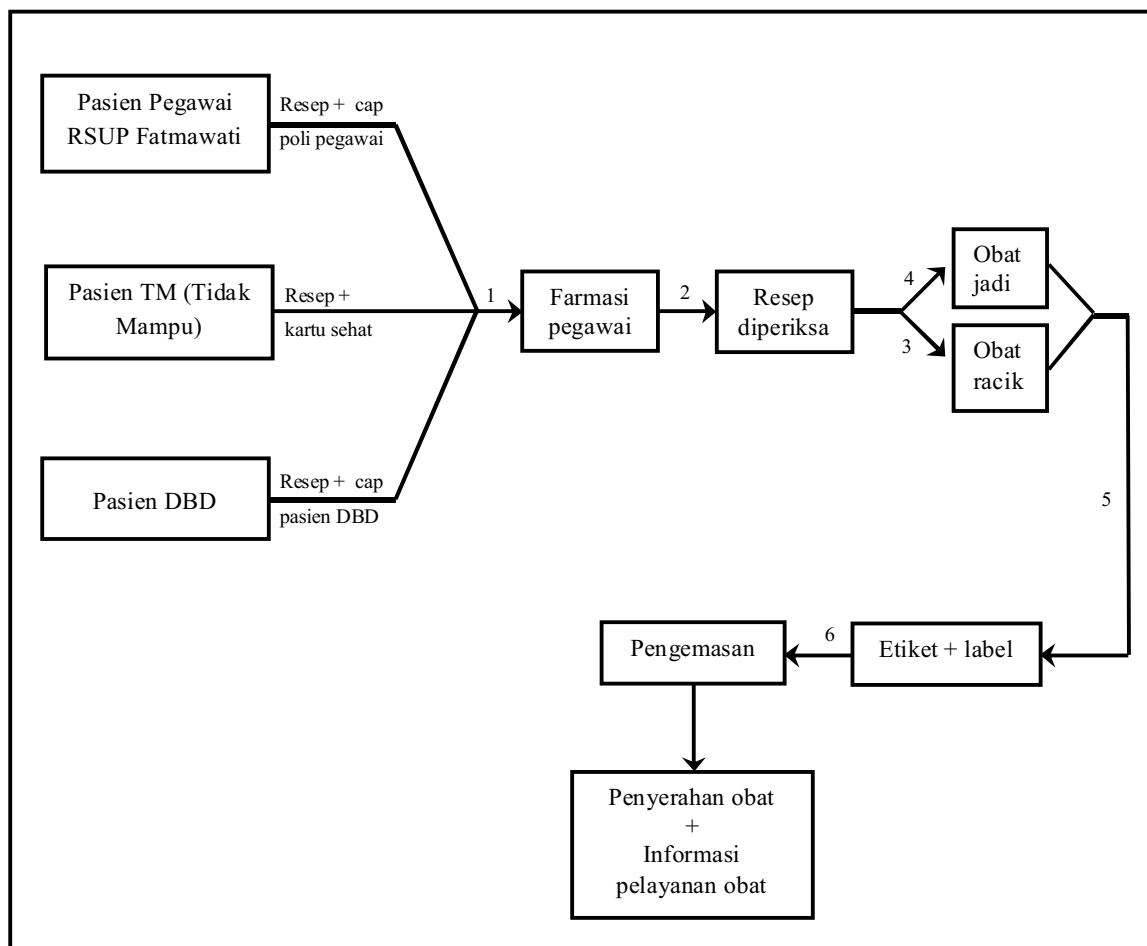 Pasien Pegawai
RSUP Fatmawati
Resep + cap
poli pegawai
Pasien TM (Tidak
Mampu)
Resep +
kartu sehat
Pasien DBD
Resep + cap
pasien DBD
1
Farmasi
pegawai
2
Resep
diperiksa
4
3
Obat
jadi
Obat
racik
5
Etiket + label
6
Pengemasan
Penyerahan obat
+
Informasi
pelayanan obat